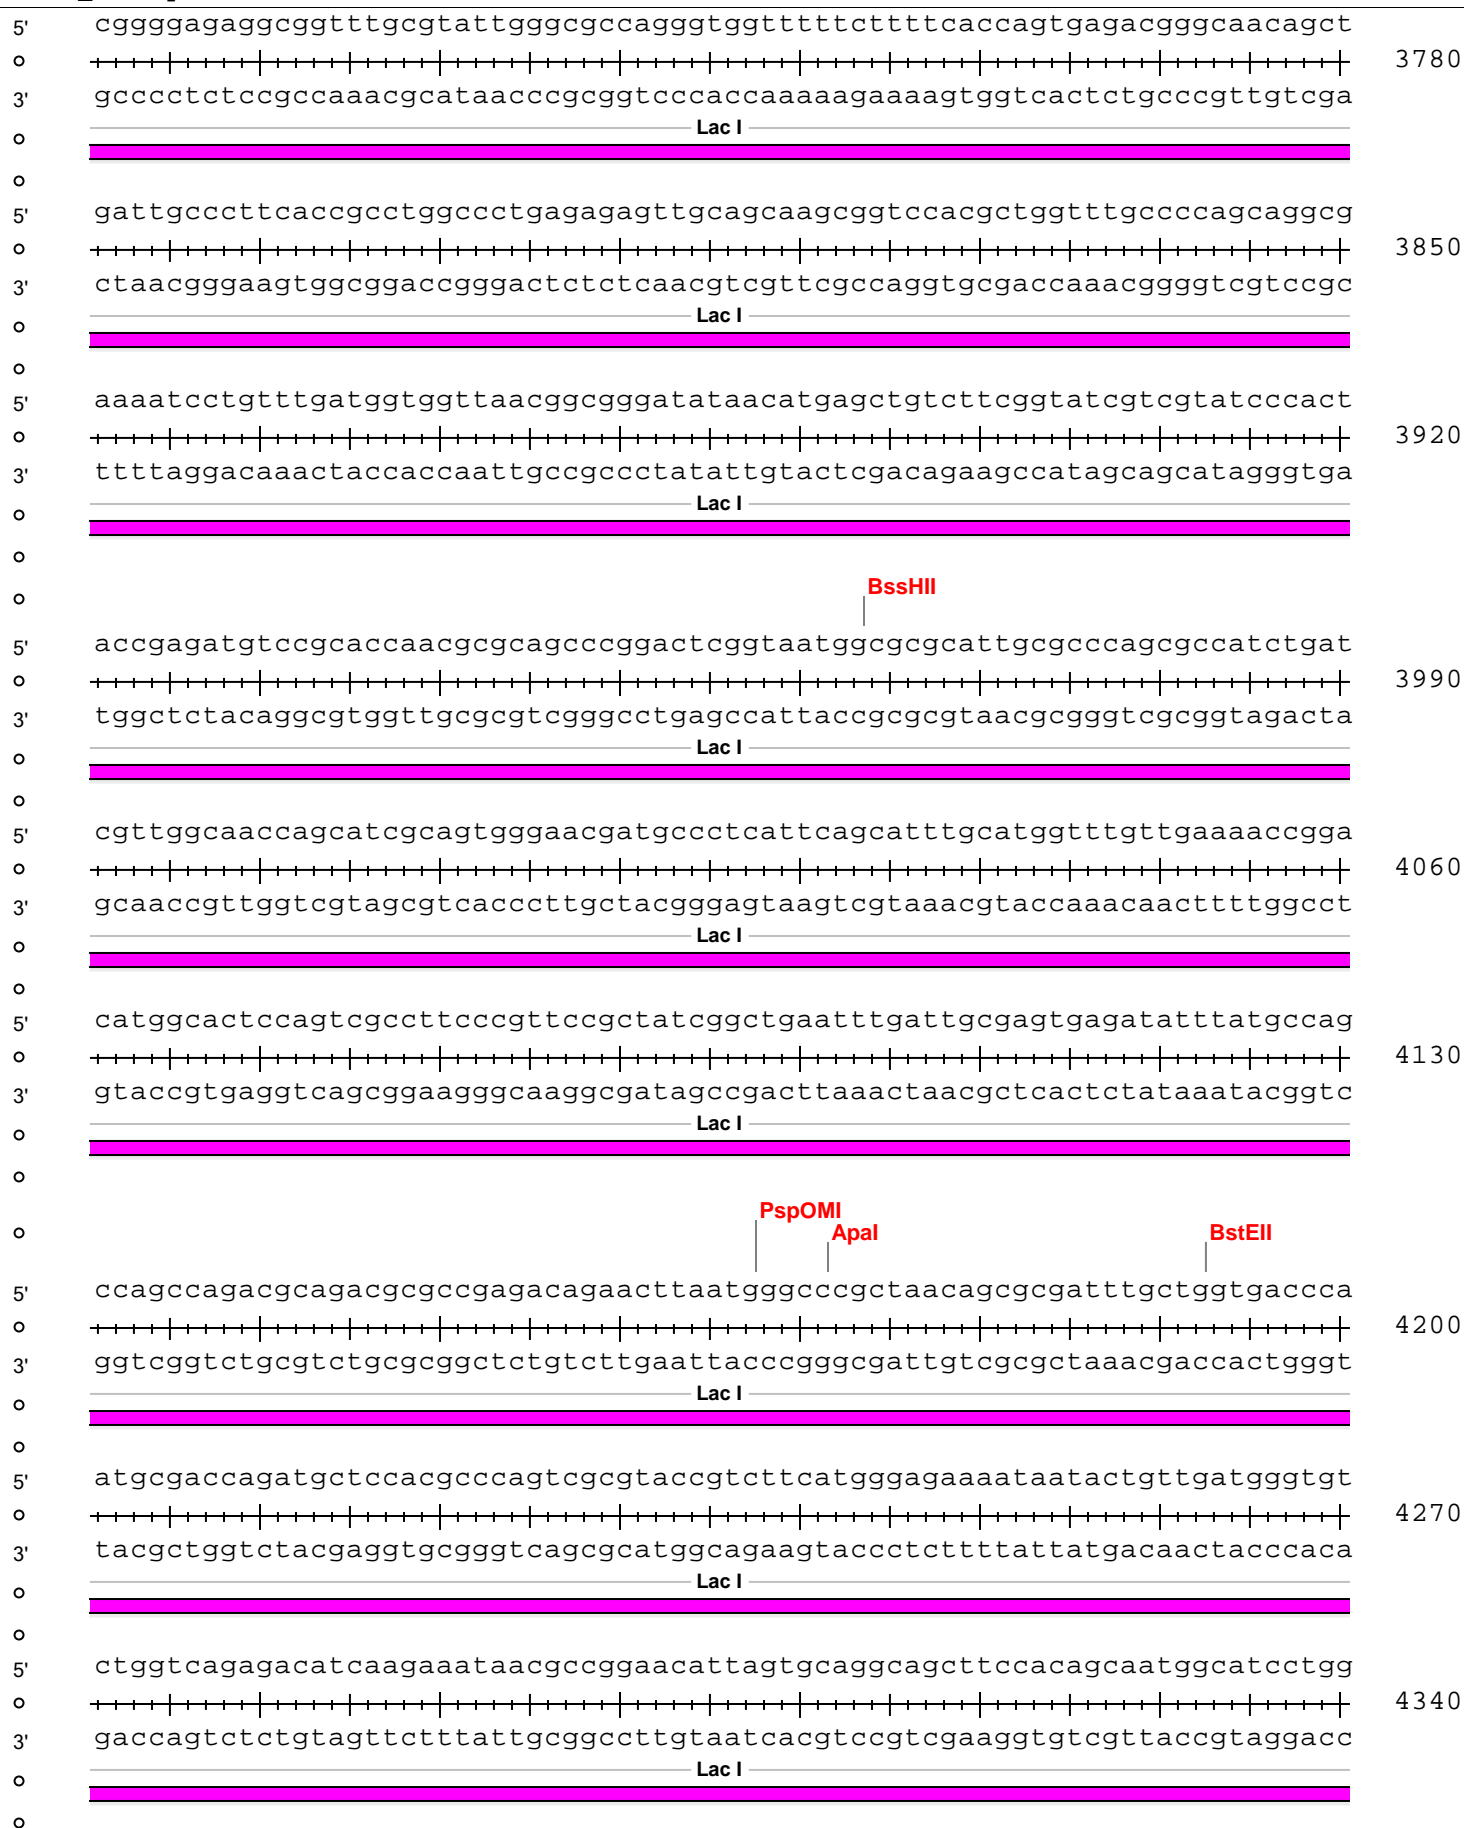 5' cggggagaggcggtttgcgtattgggcgccagggtggtttttcttttcaccagtgagacgggcaacagct
3780
3' gcccctctccgccaaacgcataacccgcggtcccaccaaaaagaaaagtggtcactctgcccgttgtcga
Lac I
5' gattgcccttcaccgcctggccctgagagagttgcagcaagcggtccacgctggtttgccccagcaggcg
3850
3' ctaacgggaagtggcggaccgggactctctcaacgtcgttcgccaggtgcgaccaaacggggtcgtccgc
Lac I
5' aaaatcctgtttgatggtggttaacggcgggatataacatgagctgtcttcggtatcgtcgtatcccact
3920
3' ttttaggacaaactaccaccaattgccgccctatattgtactcgacagaagccatagcagcatagggtga
Lac I
BssHII
5' accgagatgtccgcaccaacgcgcagcccggactcggtaatggcgcgcattgcgcccagcgccatctgat
3990
3' tggctctacaggcgtggttgcgcgtcgggcctgagccattaccgcgcgtaacgcgggtcgcggtagacta
Lac I
5' cgttggcaaccagcatcgcagtgggaacgatgccctcattcagcatttgcatggtttgttgaaaaccgga
4060
3' gcaaccgttggtcgtagcgtcacccttgctacgggagtaagtcgtaaacgtaccaaacaacttttggcct
Lac I
5' catggcactccagtcgccttcccgttccgctatcggctgaatttgattgcgagtgagatatttatgccag
4130
3' gtaccgtgaggtcagcggaagggcaaggcgatagccgacttaaactaacgctcactctataaatacggtc
Lac I
PspOMI
ApaI BstEII
5' ccagccagacgcagacgcgccgagacagaacttaatgggcccgctaacagcgcgatttgctggtgaccca
4200
3' ggtcggtctgcgtctgcgcggctctgtcttgaattacccgggcgattgtcgcgctaaacgaccactgggt
Lac I
5' atgcgaccagatgctccacgcccagtcgcgtaccgtcttcatgggagaaaataatactgttgatgggtgt
4270
3' tacgctggtctacgaggtgcgggtcagcgcatggcagaagtaccctcttttattatgacaactacccaca
Lac I
5' ctggtcagagacatcaagaaataacgccggaacattagtgcaggcagcttccacagcaatggcatcctgg
4340
3' gaccagtctctgtagttctttattgcggccttgtaatcacgtccgtcgaaggtgtcgttaccgtaggacc
Lac I